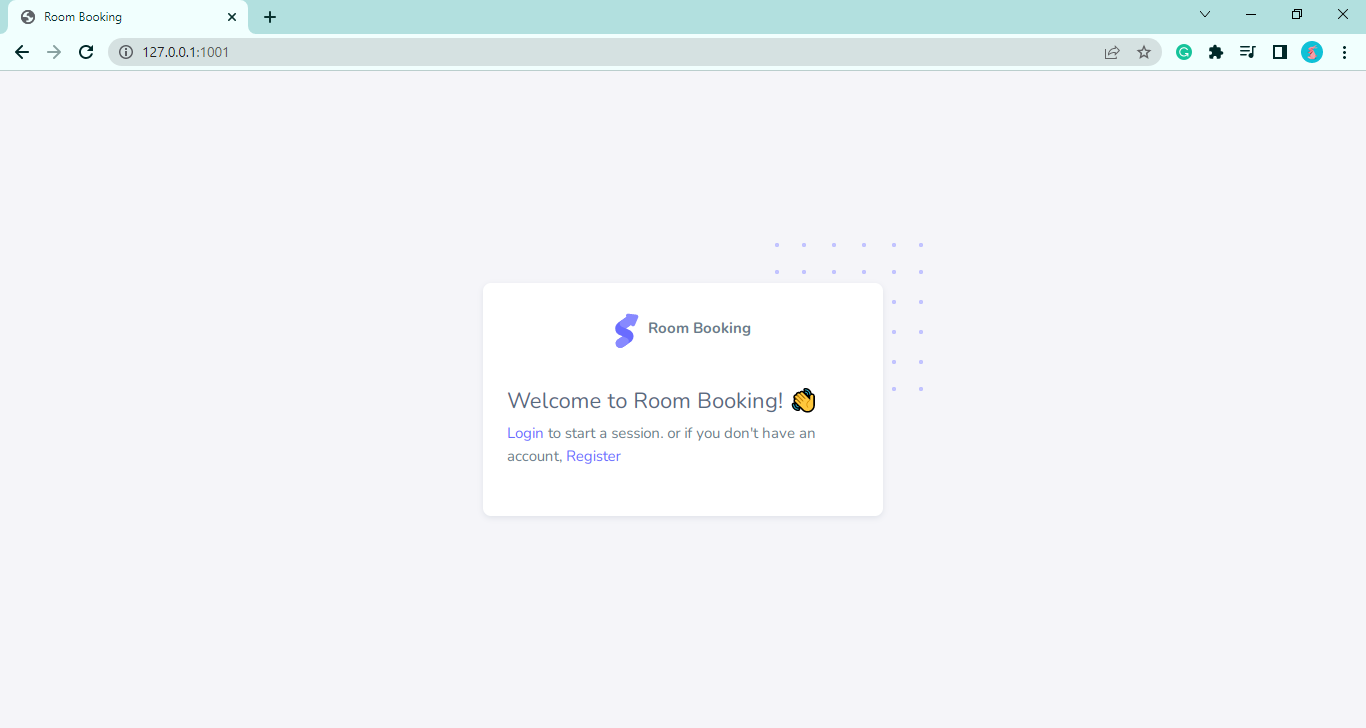 Room Booking
127.0.0.1:1001
Room Booking
Welcome to Room Booking! 👋
Login to start a session. or if you don't have an
account, Register